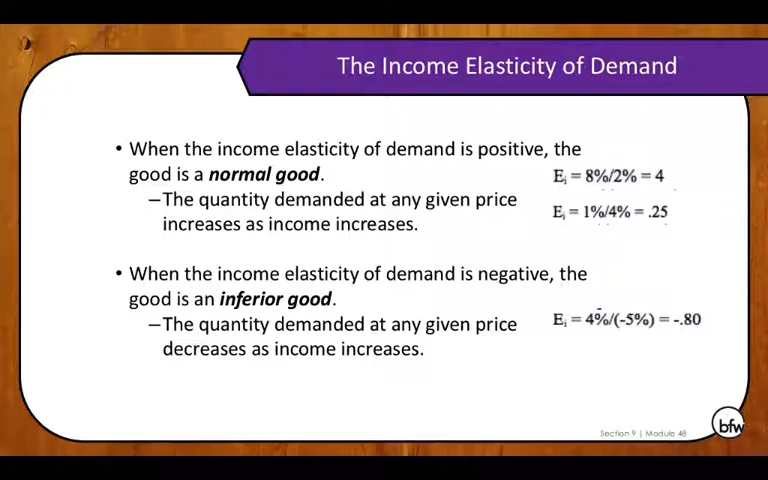 The Income Elasticity of Demand
• When the income elasticity of demand is positive, the
good is a normal good.
–The quantity demanded at any given price
increases as income increases.
Ei = 8%/2% = 4
Ei = 1%/4% = .25
• When the income elasticity of demand is negative, the
good is an inferior good.
–The quantity demanded at any given price
decreases as income increases.
Ei = 4%/(-5%) = -.80
Section 9 | Module 48
bfw